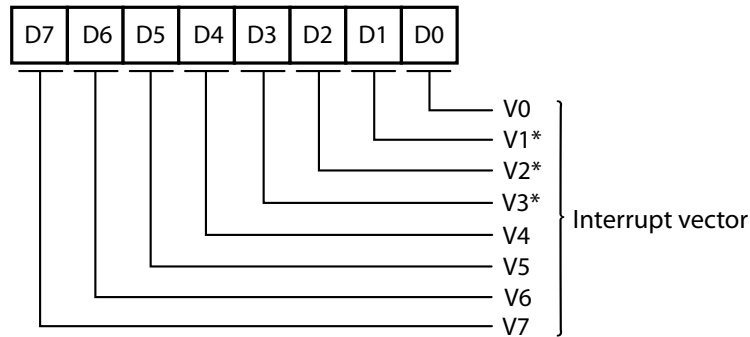 D7 D6 D5 D4 D3 D2 D1 D0
V0
V1*
V2*
V3*
Interrupt vector
V4
V5
V6
V7